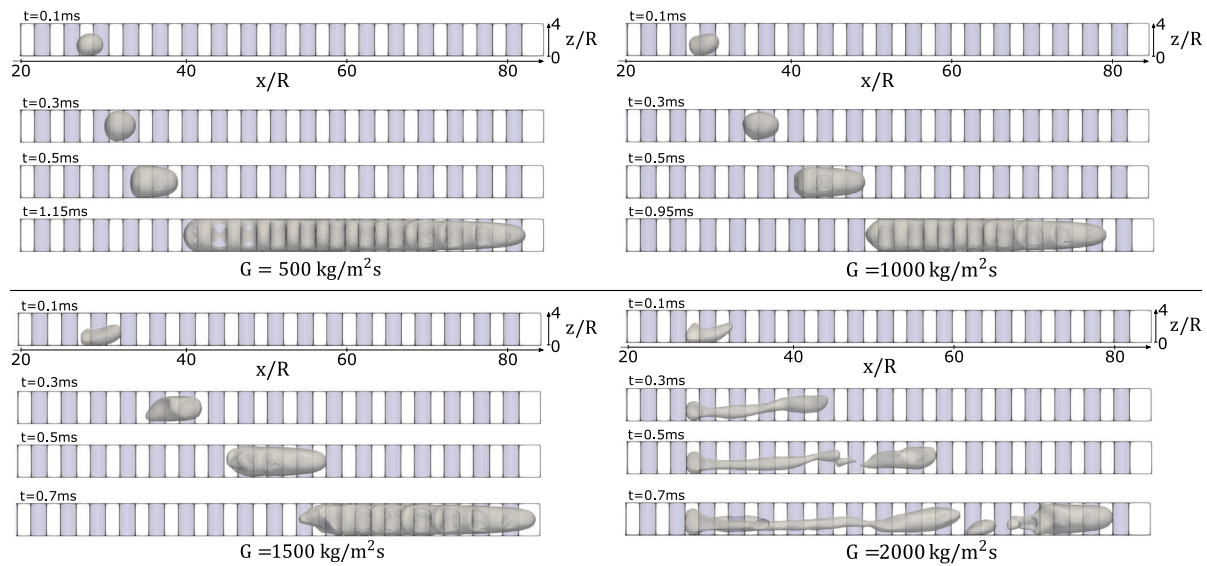 t=0.1ms
4
z/R
0
20 40 60 80
x/R
t=0.3ms
t=0.5ms
t=1.15ms
G = 500 kg/m²s
t=0.1ms
4
z/R
0
20 40 60 80
x/R
t=0.3ms
t=0.5ms
t=0.95ms
G =1000 kg/m²s
t=0.1ms
4
z/R
0
20 40 60 80
x/R
t=0.3ms
t=0.5ms
t=0.7ms
G =1500 kg/m²s
t=0.1ms
4
z/R
0
20 40 60 80
x/R
t=0.3ms
t=0.5ms
t=0.7ms
G =2000 kg/m²s